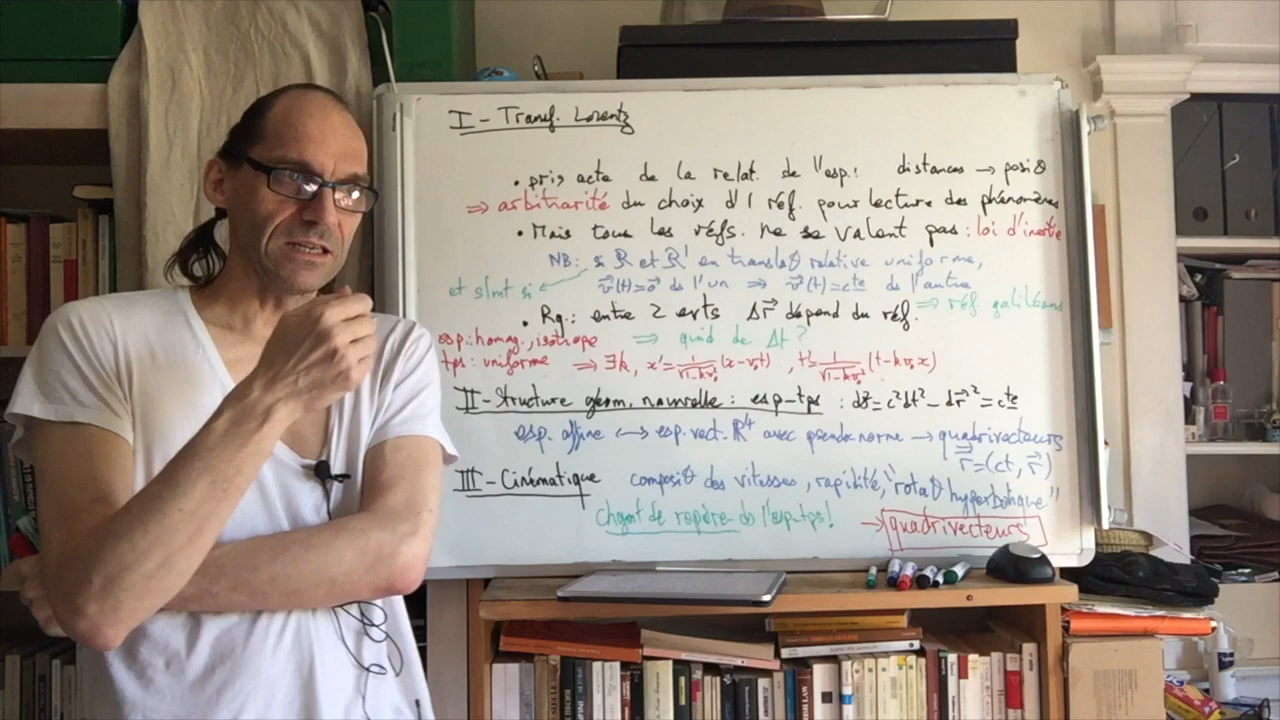 I - Transf. Lorentz
• pris acte de la relat. de l'esp.: distances → posiθ
⇒ arbitrarité du choix d'1 réf. pour lecture des phénomènes
• Mais tous les réfs. ne se valent pas: loi d'inertie
NB: si R et R' en translatθ relative uniforme,
et slmt si v⃗(t)=o⃗ ds l'un ⇒ v⃗(t)=cte ds l'autre
⇒ réf galiléens
• Rq.: entre 2 evts Δr⃗ dépend du réf.
esp: homog., isotrope ⇒ quid de Δt?
tps: uniforme ⇒ ∃k, x'=1/√(1-kv₀²) (x-v₀t), t'=1/√(1-kv₀²) (t-kv₀x)
II - Structure géom. nouvelle: esp-tps : ds²=c²dt²-dr⃗²=cte
esp. affine ↔ esp. vect. R⁴ avec pseudo norme → quadrivecteurs
r⃗=(ct, r⃗)
III - Cinématique compositθ des vitesses, rapidité, "rotatθ hyperbolique"
chgmt de repère ds l'esp-tps!
→ quadrivecteurs